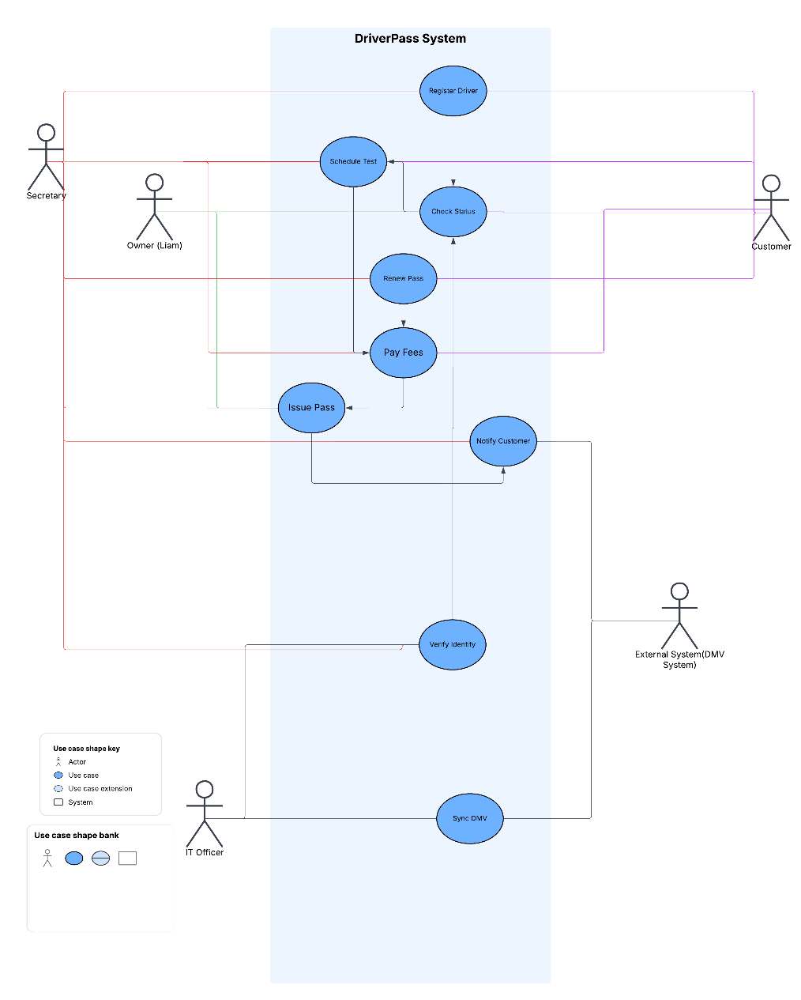 DriverPass System
Register Driver
Schedule Test
Secretary
Check Status
Owner (Liam)
Customer
Renew Pass
Pay Fees
Issue Pass
Notify Customer
Verify Identity
External System(DMV
System)
Use case shape key
Actor
Use case
Use case extension
System
Sync DMV
Use case shape bank
IT Officer